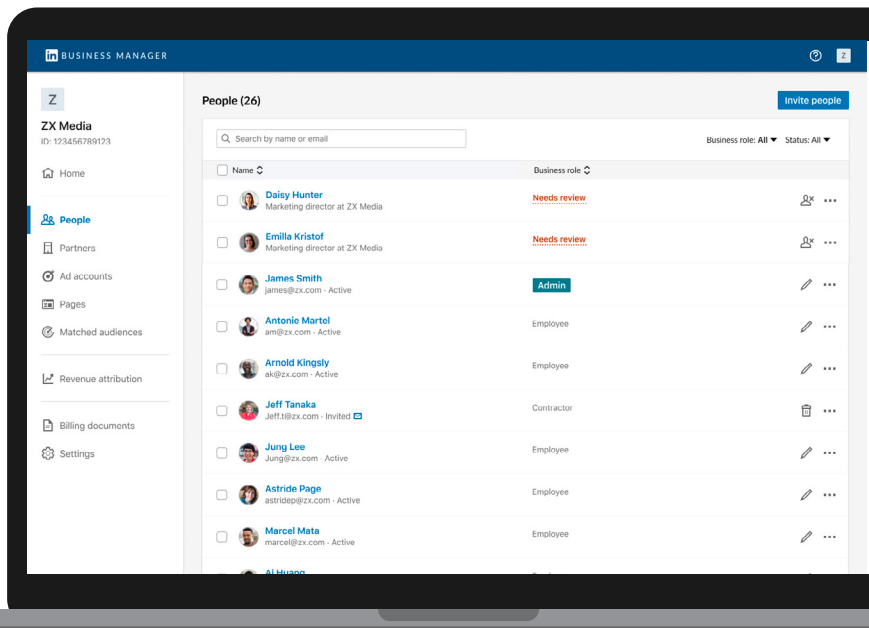 in BUSINESS MANAGER
Z
Z
ZX Media
ID: 123456789123
Home
People
Partners
Ad accounts
Pages
Matched audiences
Revenue attribution
Billing documents
Settings
People (26)
Invite people
Search by name or email
Business role: All Status: All
Name Business role
Daisy Hunter
Marketing director at ZX Media
Needs review
Emilla Kristof
Marketing director at ZX Media
Needs review
James Smith
james@zx.com · Active
Admin
Antonie Martel
am@zx.com · Active
Employee
Arnold Kingsly
ak@zx.com · Active
Employee
Jeff Tanaka
Jeff.t@zx.com · Invited
Contractor
Jung Lee
Jung@zx.com · Active
Employee
Astride Page
astridep@zx.com · Active
Employee
Marcel Mata
marcel@zx.com · Active
Employee
Ai Huang